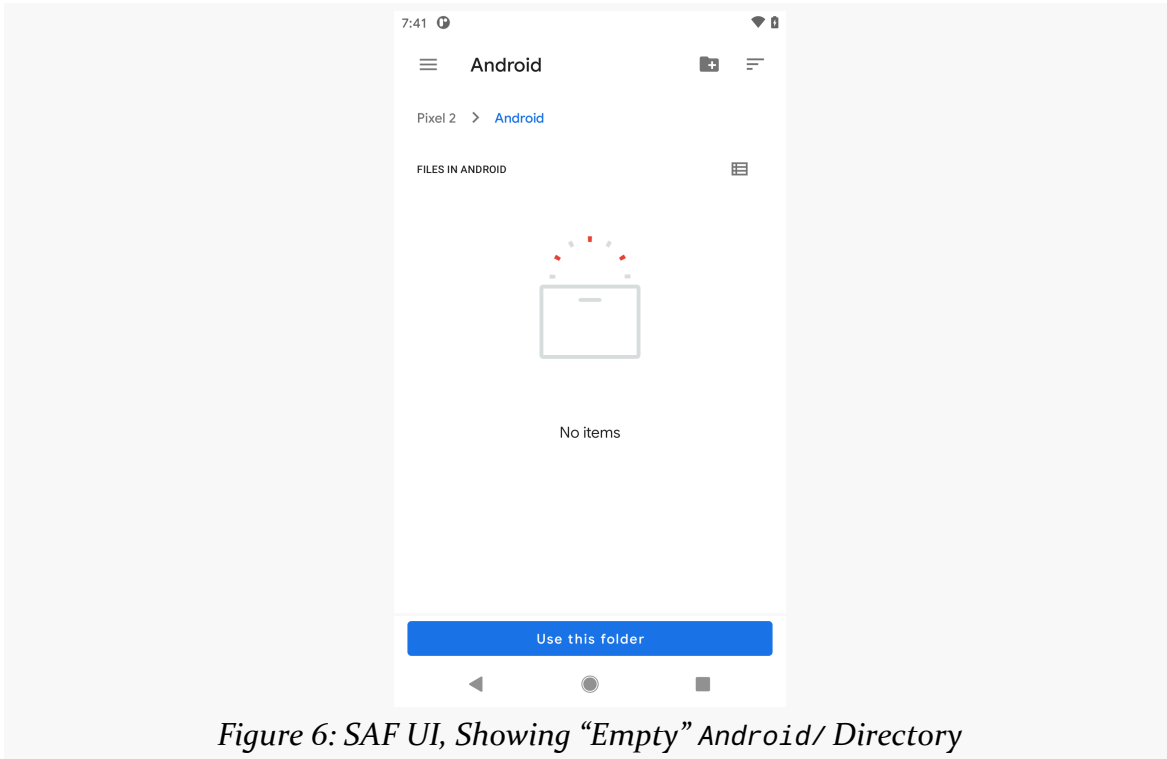 7:41
Android
Pixel 2 > Android
FILES IN ANDROID
No items
Use this folder
Figure 6: SAF UI, Showing “Empty” Android/ Directory